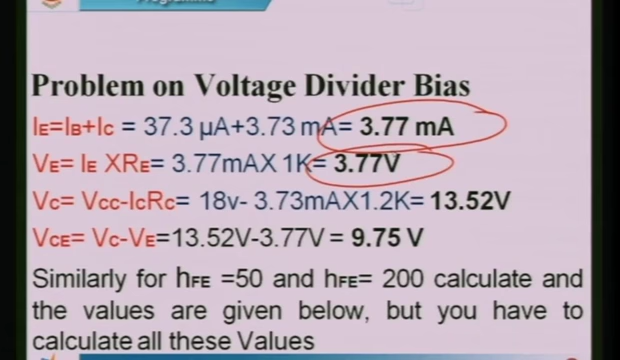 Programme
Problem on Voltage Divider Bias
IE=IB+IC = 37.3 µA+3.73 mA= 3.77 mA
VE= IE XRE= 3.77mAX 1K= 3.77V
VC= VCC-ICRC= 18v- 3.73mAX1.2K= 13.52V
VCE= VC-VE=13.52V-3.77V = 9.75 V
Similarly for hFE =50 and hFE= 200 calculate and
the values are given below, but you have to
calculate all these Values